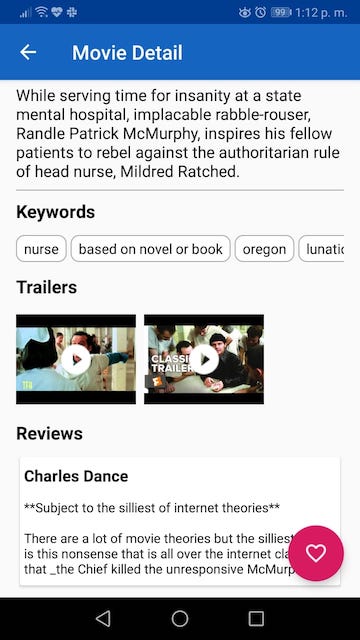 99 1:12 p. m.
Movie Detail
While serving time for insanity at a state
mental hospital, implacable rabble-rouser,
Randle Patrick McMurphy, inspires his fellow
patients to rebel against the authoritarian rule
of head nurse, Mildred Ratched.
Keywords
nurse based on novel or book oregon lunatic
Trailers
CLASSIC
TRAILER
Reviews
Charles Dance
**Subject to the silliest of internet theories**
There are a lot of movie theories but the silliest
is this nonsense that is all over the internet
that _the Chief killed the unresponsive